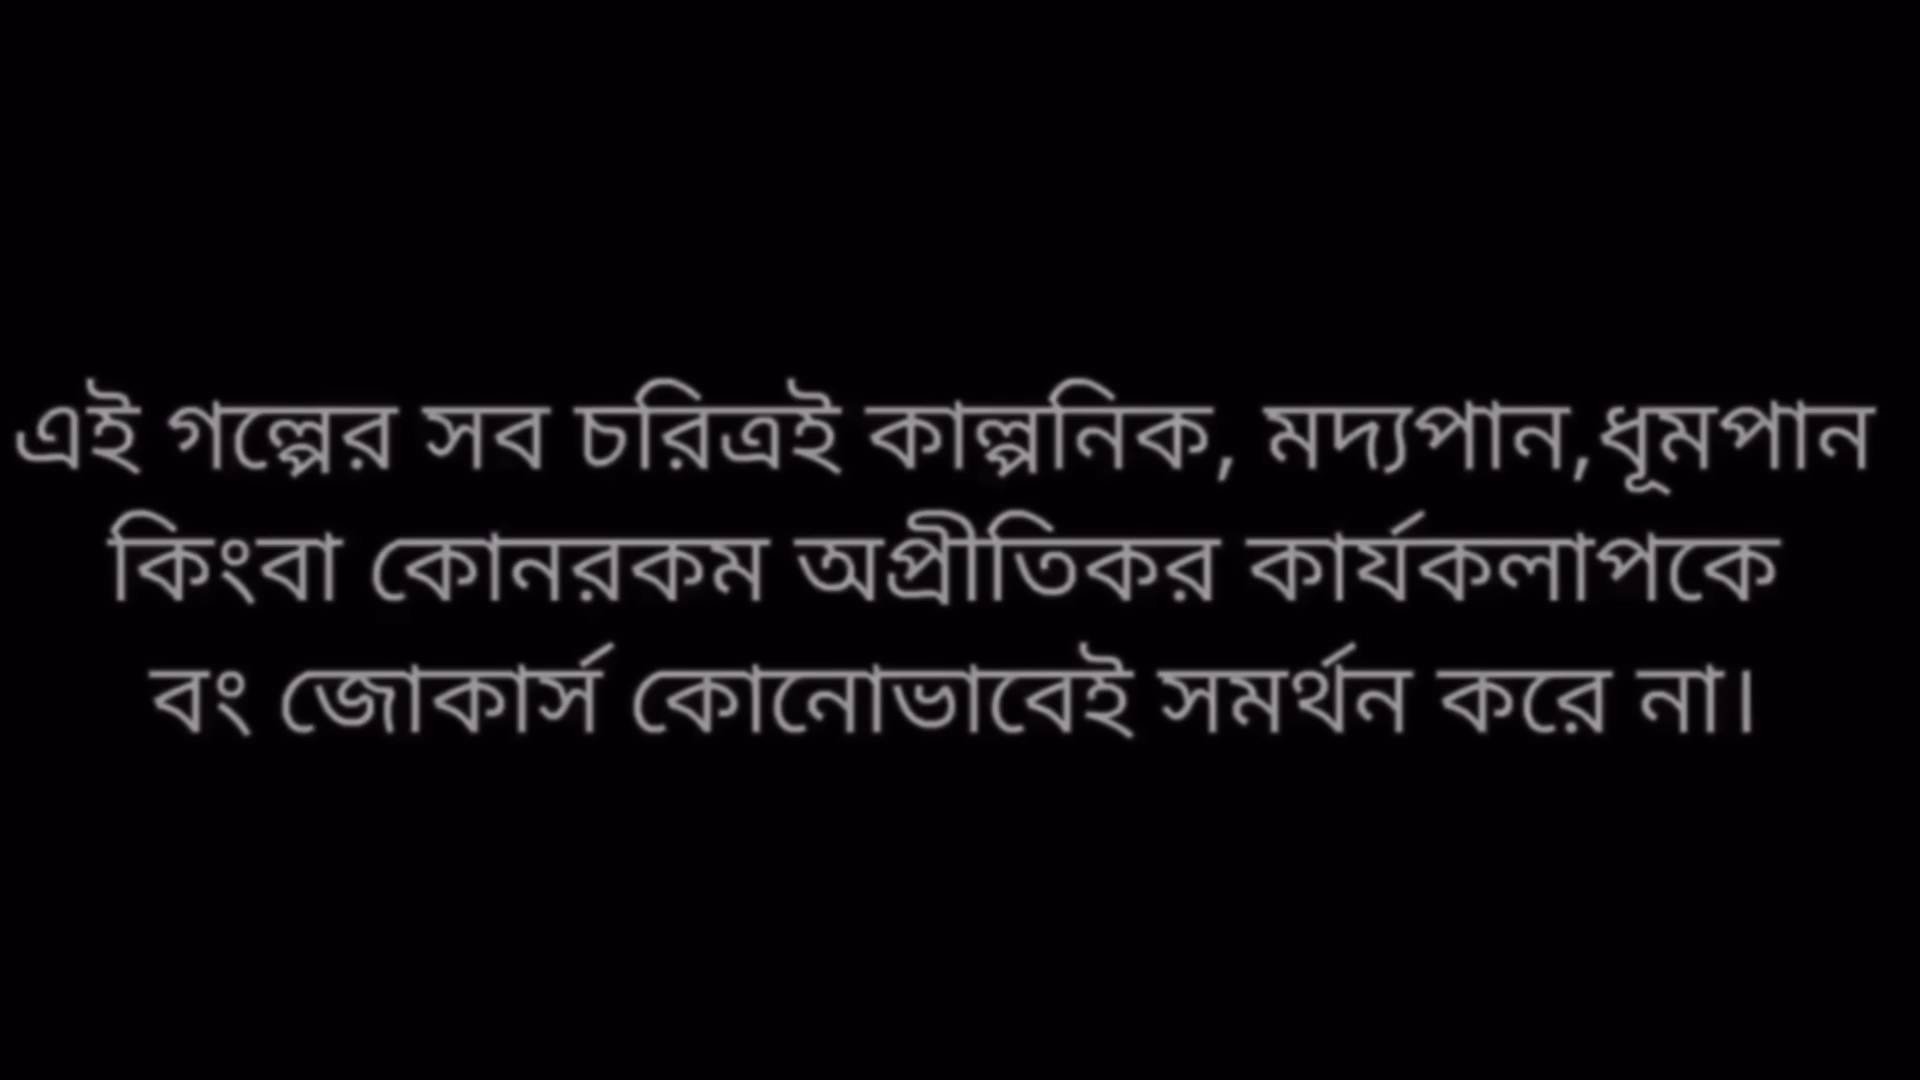 এই গল্পের সব চরিত্রই কাল্পনিক, মদ্যপান,ধূমপান
কিংবা কোনরকম অপ্রীতিকর কার্যকলাপকে
বং জোকার্স কোনোভাবেই সমর্থন করে না।